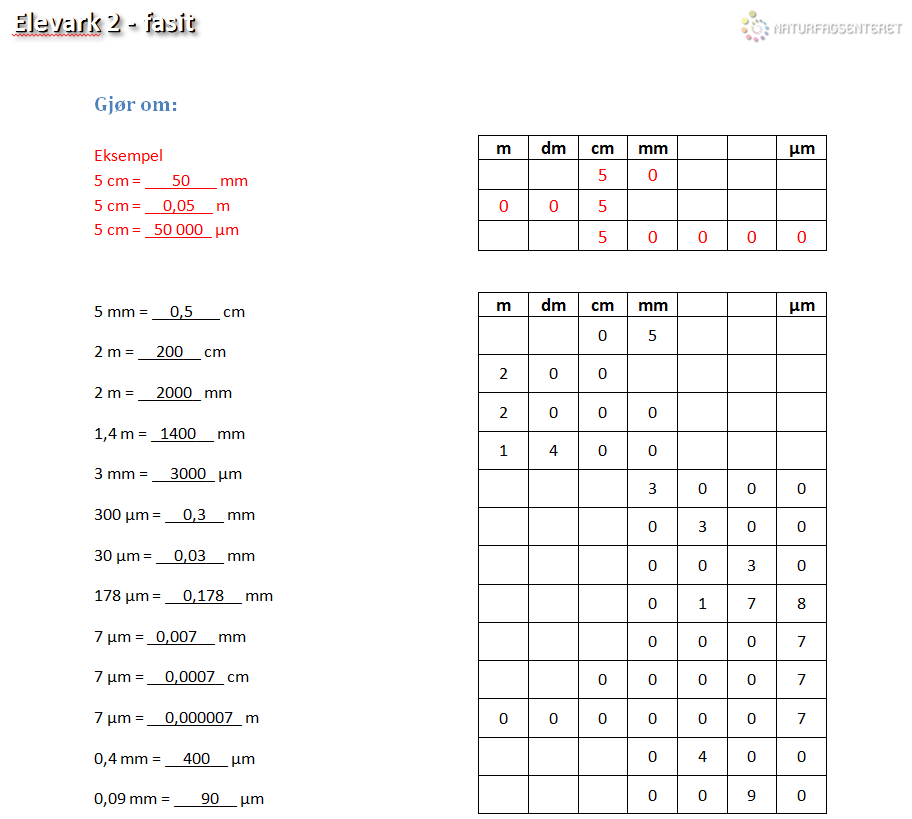 Elevark 2 - fasit
NATURFAGSENTERET
Gjør om:
Eksempel
5 cm = 50 mm
5 cm = 0,05 m
5 cm = 50 000 µm
m dm cm mm µm
5 0
0 0 5
5 0 0 0 0
5 mm = 0,5 cm
2 m = 200 cm
2 m = 2000 mm
1,4 m = 1400 mm
3 mm = 3000 µm
300 µm = 0,3 mm
30 µm = 0,03 mm
178 µm = 0,178 mm
7 µm = 0,007 mm
7 µm = 0,0007 cm
7 µm = 0,000007 m
0,4 mm = 400 µm
0,09 mm = 90 µm
m dm cm mm µm
0 5
2 0 0
2 0 0 0
1 4 0 0
3 0 0 0
0 3 0 0
0 0 3 0
0 1 7 8
0 0 0 7
0 0 0 0 7
0 0 0 0 0 0 7
0 4 0 0
0 0 9 0